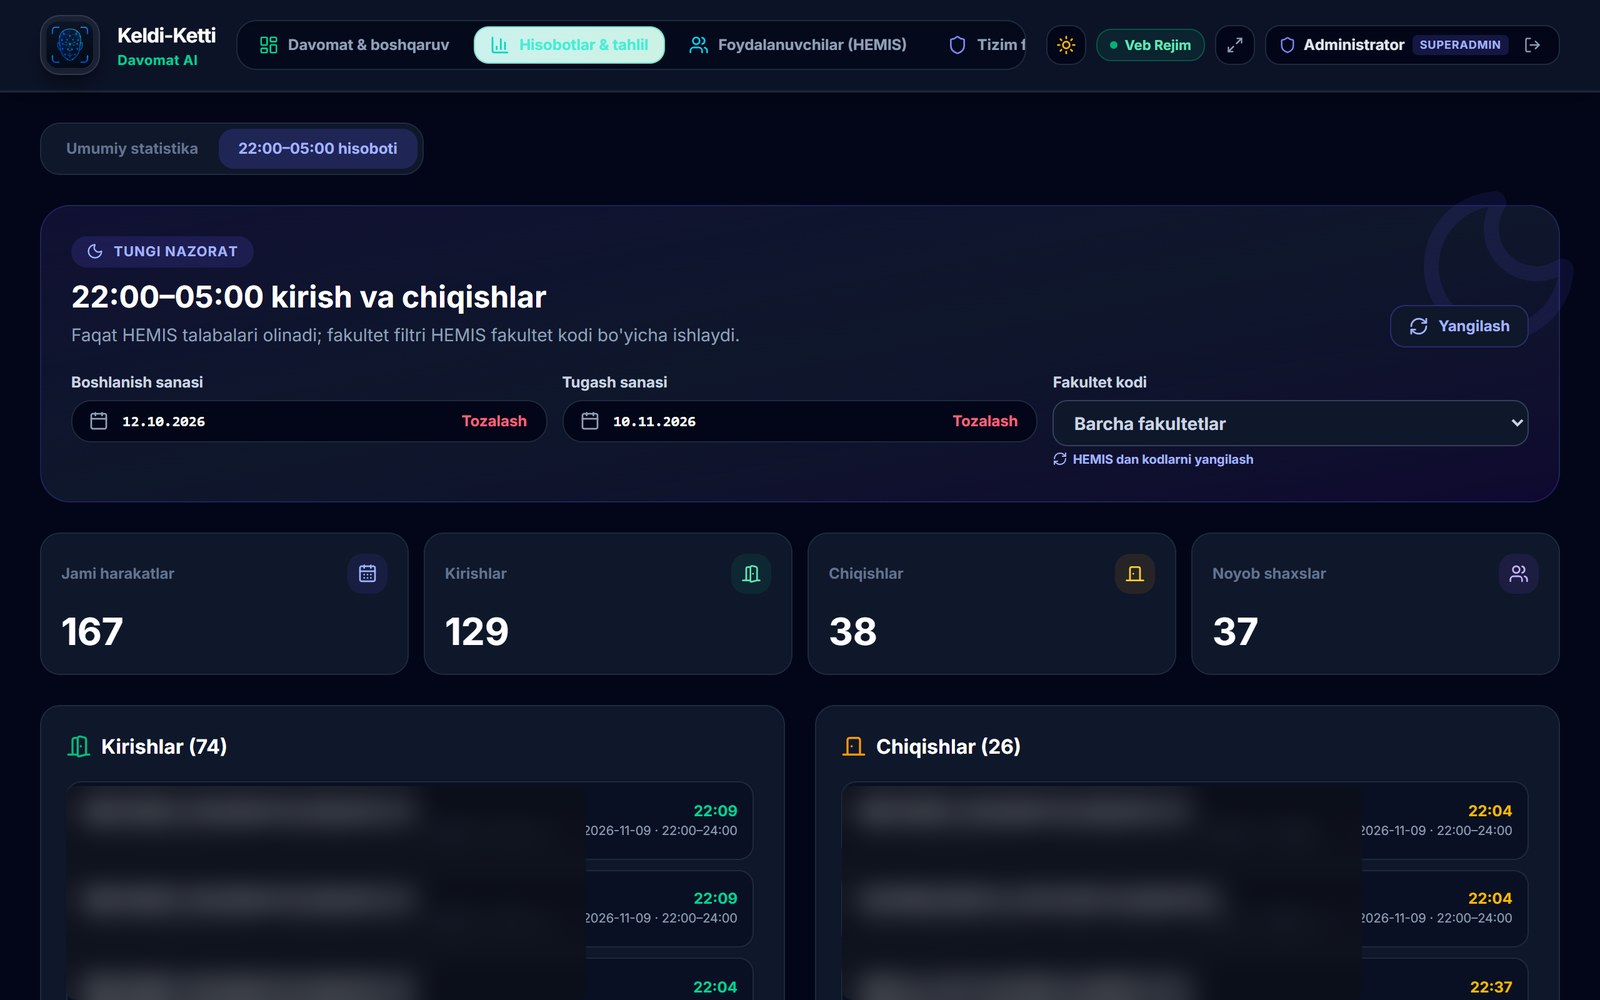 Keldi-Ketti
Davomat AI
Davomat & boshqaruv
Hisobotlar & tahlil
Foydalanuvchilar (HEMIS)
Tizim
Veb Rejim
Administrator
SUPERADMIN
Umumiy statistika
22:00–05:00 hisoboti
TUNGI NAZORAT
22:00–05:00 kirish va chiqishlar
Faqat HEMIS talabalari olinadi; fakultet filtri HEMIS fakultet kodi bo'yicha ishlaydi.
Yangilash
Boshlanish sanasi
12.10.2026
Tozalash
Tugash sanasi
10.11.2026
Tozalash
Fakultet kodi
Barcha fakultetlar
HEMIS dan kodlarni yangilash
Jami harakatlar
167
Kirishlar
129
Chiqishlar
38
Noyob shaxslar
37
Kirishlar (74)
22:09
2026-11-09 · 22:00–24:00
22:09
2026-11-09 · 22:00–24:00
22:04
Chiqishlar (26)
22:04
2026-11-09 · 22:00–24:00
22:04
2026-11-09 · 22:00–24:00
22:37